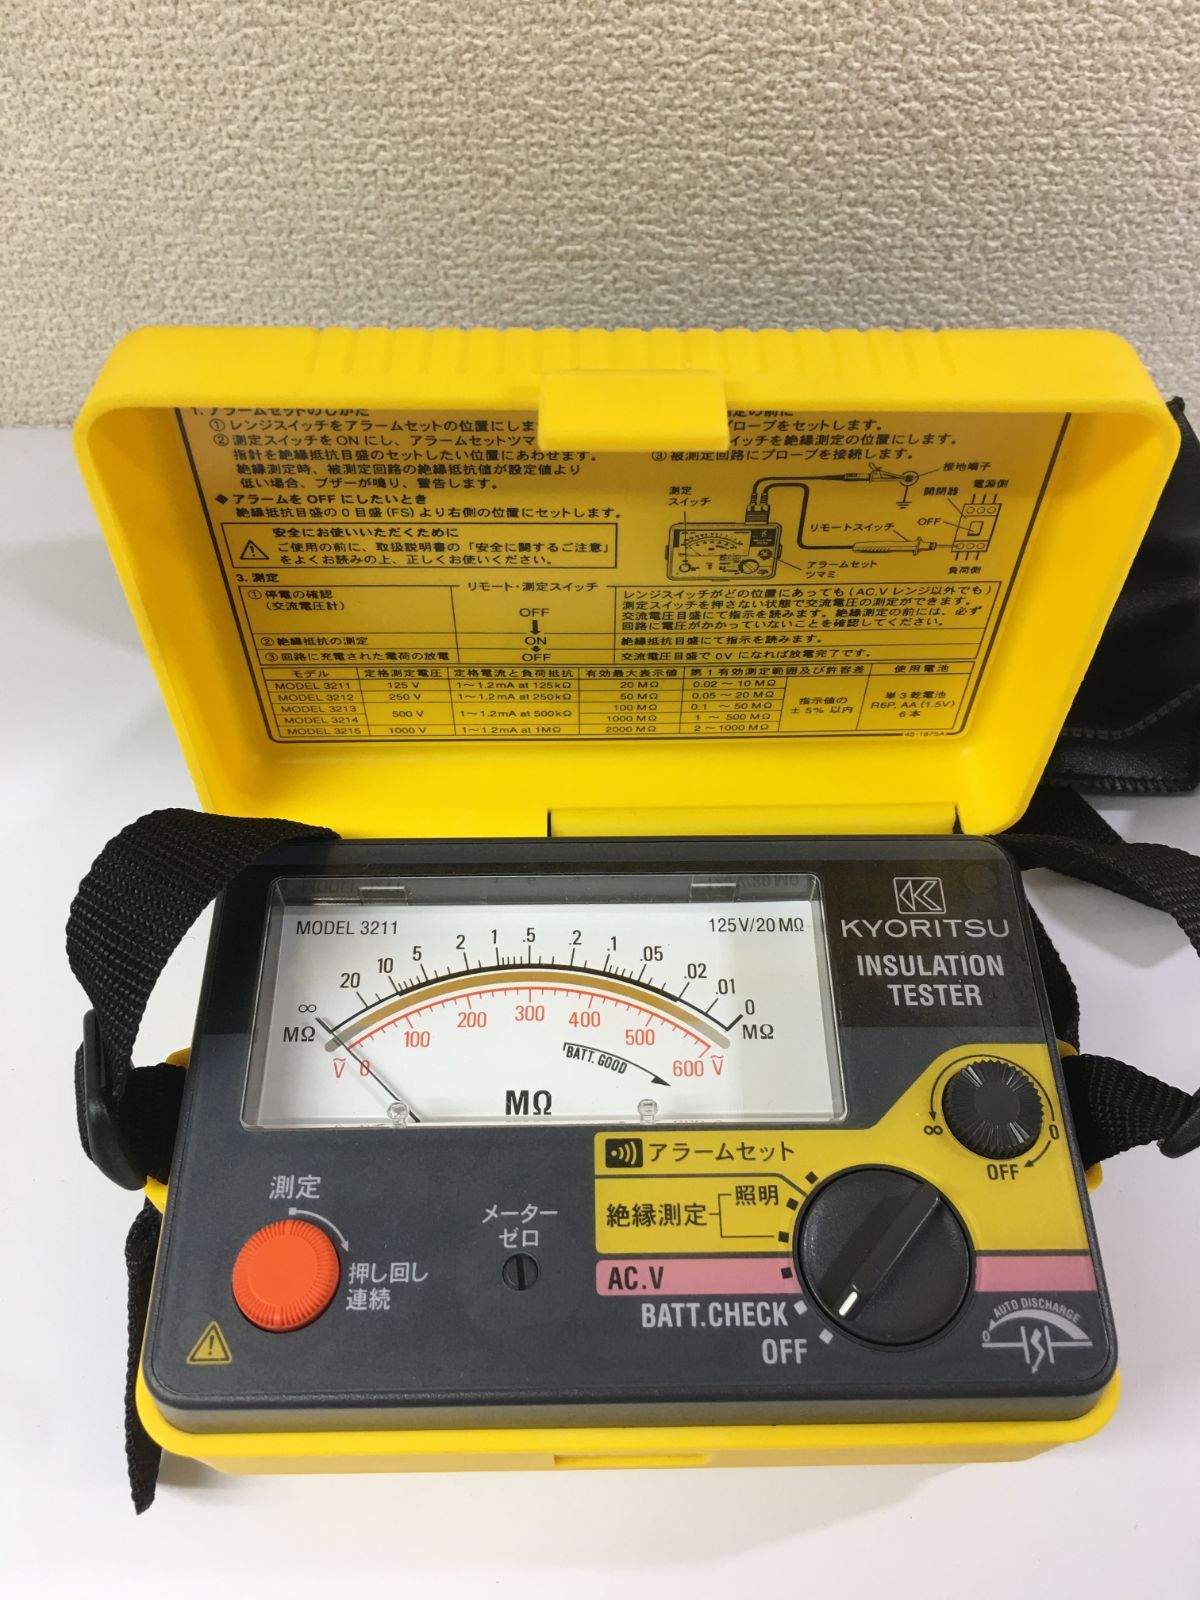 1. アラームセットのしかた
①レンジスイッチをアラームセットの位置にしま
②測定スイッチをONにし、アラームセットツマ
指針を絶縁抵抗目盛のセットしたい位置にあわせます。
絶縁測定時、被測定回路の絶縁抵抗値が設定値より
低い場合、ブザーが鳴り、警告します。
◆アラームをOFFにしたいとき
絶縁抵抗目盛の0目盛(FS)より右側の位置にセットします。
安全にお使いいただくために
ご使用の前に、取扱説明書の「安全に関するご注意」
をよくお読みの上、正しくお使いください。
定の前に
ブローブをセットします。
スイッチを絶縁測定の位置にします。
③被測定回路にプローブを接続します。
測定
スイッチ
接地端子
電源側
開閉器
OFF
リモートスイッチ
アラームセット
ツマミ
負荷側
3. 測定
リモート・測定スイッチ
①停電の確認
(交流電圧計)
OFF
レンジスイッチがどの位置にあっても(AC.Vレンジ以外でも)
測定スイッチを押さない状態で交流電圧の測定ができます。
交流電圧目盛にて指示を読みます。絶縁測定の前には、必ず
回路に電圧がかかっていないことを確認してください。
②絶縁抵抗の測定 ON 絶縁抵抗目盛にて指示を読みます。
③回路に充電された電荷の放電 OFF 交流電圧目盛で0Vになれば放電完了です。
モデル 定格測定電圧 定格電流と負荷抵抗 有効最大表示値 第1有効測定範囲及び許容差 使用電池
MODEL 3211 125 V 1〜1.2mA at 125kΩ 20 MΩ 0.02 〜 10 MΩ
MODEL 3212 250 V 1〜1.2mA at 250kΩ 50 MΩ 0.05 〜 20 MΩ
MODEL 3213 500 V 1〜1.2mA at 500kΩ 100 MΩ 0.1 〜 50 MΩ
MODEL 3214 1000 MΩ 1 〜 500 MΩ
MODEL 3215 1000 V 1〜1.2mA at 1MΩ 2000 MΩ 2 〜 1000 MΩ
指示値の
±5% 以内
単3乾電池
R6P, AA (1.5V)
6本
45-1875A
MODEL 3211
125V/20 MΩ
∞ 20 10 5 2 1 .5 .2 .1 .05 .02 .01 0
MΩ MΩ
V 0 100 200 300 400 500 600 V
BATT. GOOD
MΩ
KYORITSU
INSULATION
TESTER
∞ 0
OFF
アラームセット
照明
絶縁測定
AC.V
BATT.CHECK
OFF
測定
押し回し
連続
メーター
ゼロ
AUTO DISCHARGE
0